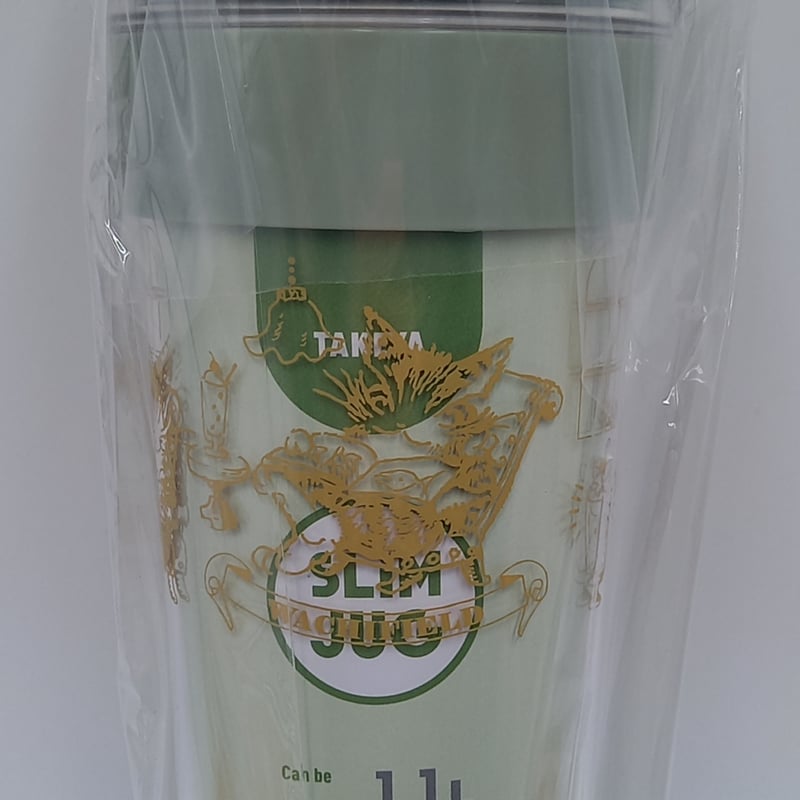 TAKEYA
SLIM
WACHIFIELD
JUG
Can be
1.1L